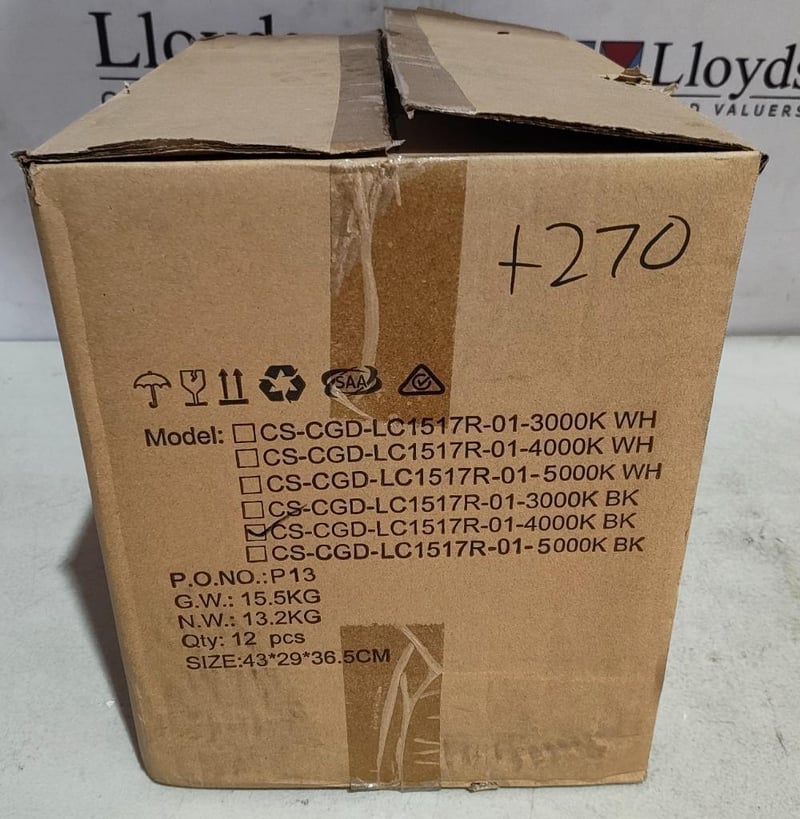 Lloyds
Lloyds
VALUERS
+270
SAA
Model: CS-CGD-LC1517R-01-3000K WH
CS-CGD-LC1517R-01-4000K WH
CS-CGD-LC1517R-01-5000K WH
CS-CGD-LC1517R-01-3000K BK
CS-CGD-LC1517R-01-4000K BK
CS-CGD-LC1517R-01-5000K BK
P.O.NO.:P13
G.W.: 15.5KG
N.W.: 13.2KG
Qty: 12 pcs
SIZE:43*29*36.5CM